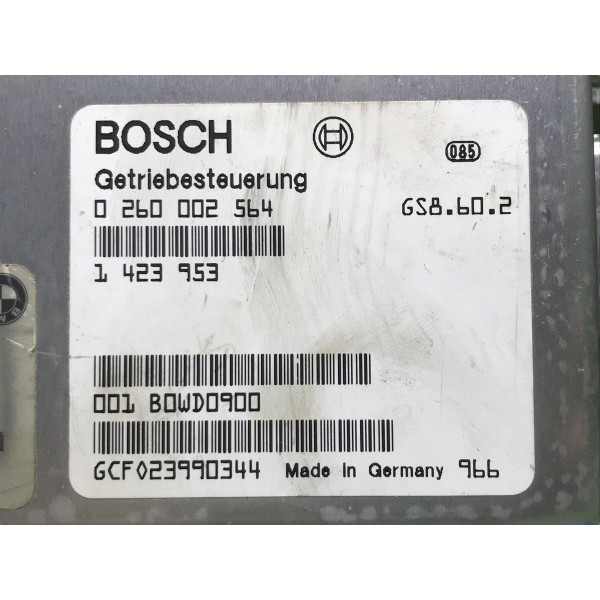 BOSCH
085
Getriebesteuerung
0 260 002 564 GS8.60.2
1 423 953
001 B0WD0900
GCF023990344 Made in Germany 966